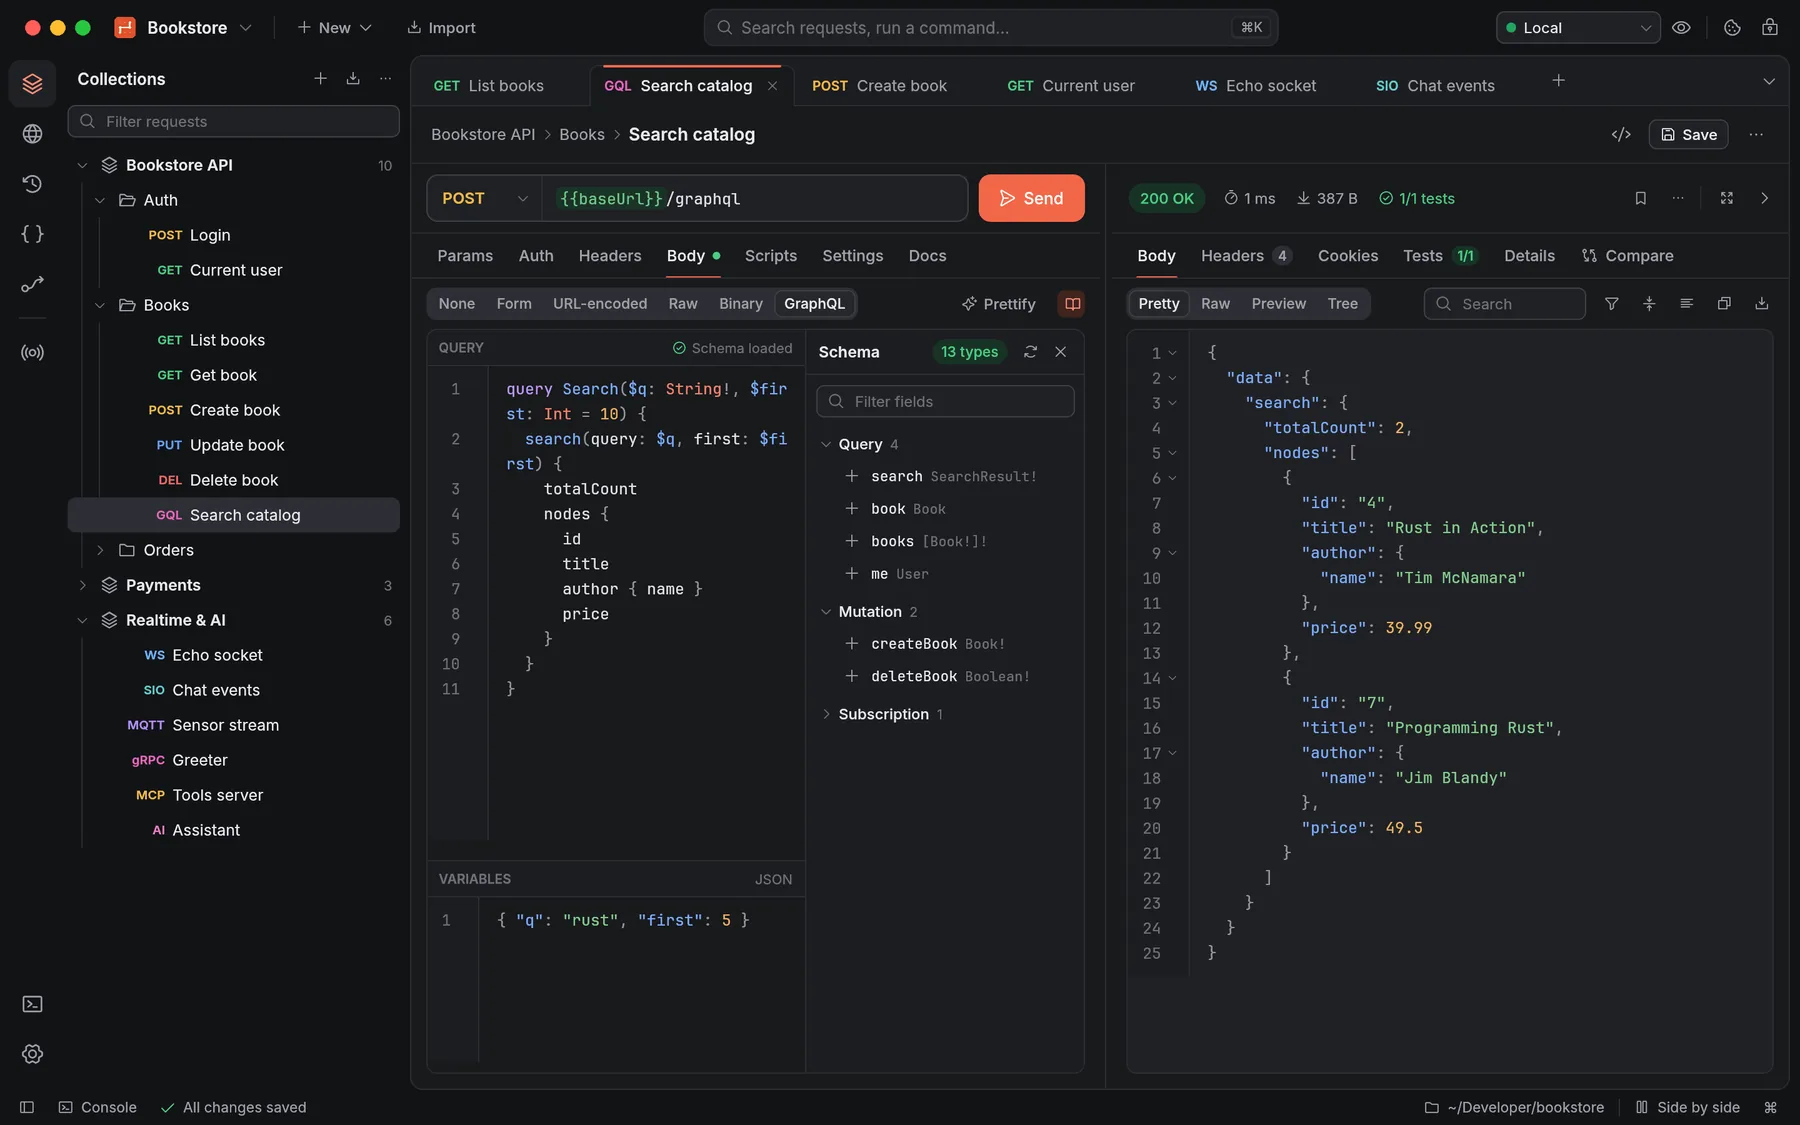 Bookstore
New
Import
Search requests, run a command...
⌘K
Local
Collections
Filter requests
Bookstore API 10
Auth
POST Login
GET Current user
Books
GET List books
GET Get book
POST Create book
PUT Update book
DEL Delete book
GQL Search catalog
Orders
Payments 3
Realtime & AI 6
WS Echo socket
SIO Chat events
MQTT Sensor stream
gRPC Greeter
MCP Tools server
AI Assistant
GET List books
GQL Search catalog
POST Create book
GET Current user
WS Echo socket
SIO Chat events
Bookstore API > Books > Search catalog
</>
Save
POST
{{baseUrl}}/graphql
Send
Params Auth Headers Body Scripts Settings Docs
None Form URL-encoded Raw Binary GraphQL
Prettify
QUERY
Schema loaded
1 query Search($q: String!, $fir
st: Int = 10) {
2 search(query: $q, first: $fi
rst) {
3 totalCount
4 nodes {
5 id
6 title
7 author { name }
8 price
9 }
10 }
11 }
VARIABLES
JSON
1 { "q": "rust", "first": 5 }
Schema
13 types
Filter fields
Query 4
search SearchResult!
book Book
books [Book!]!
me User
Mutation 2
createBook Book!
deleteBook Boolean!
Subscription 1
200 OK
1 ms
387 B
1/1 tests
Body Headers 4 Cookies Tests 1/1 Details Compare
Pretty Raw Preview Tree
Search
1 {
2 "data": {
3 "search": {
4 "totalCount": 2,
5 "nodes": [
6 {
7 "id": "4",
8 "title": "Rust in Action",
9 "author": {
10 "name": "Tim McNamara"
11 },
12 "price": 39.99
13 },
14 {
15 "id": "7",
16 "title": "Programming Rust",
17 "author": {
18 "name": "Jim Blandy"
19 },
20 "price": 49.5
21 }
22 ]
23 }
24 }
25 }
Console
All changes saved
~/Developer/bookstore
Side by side
⌘